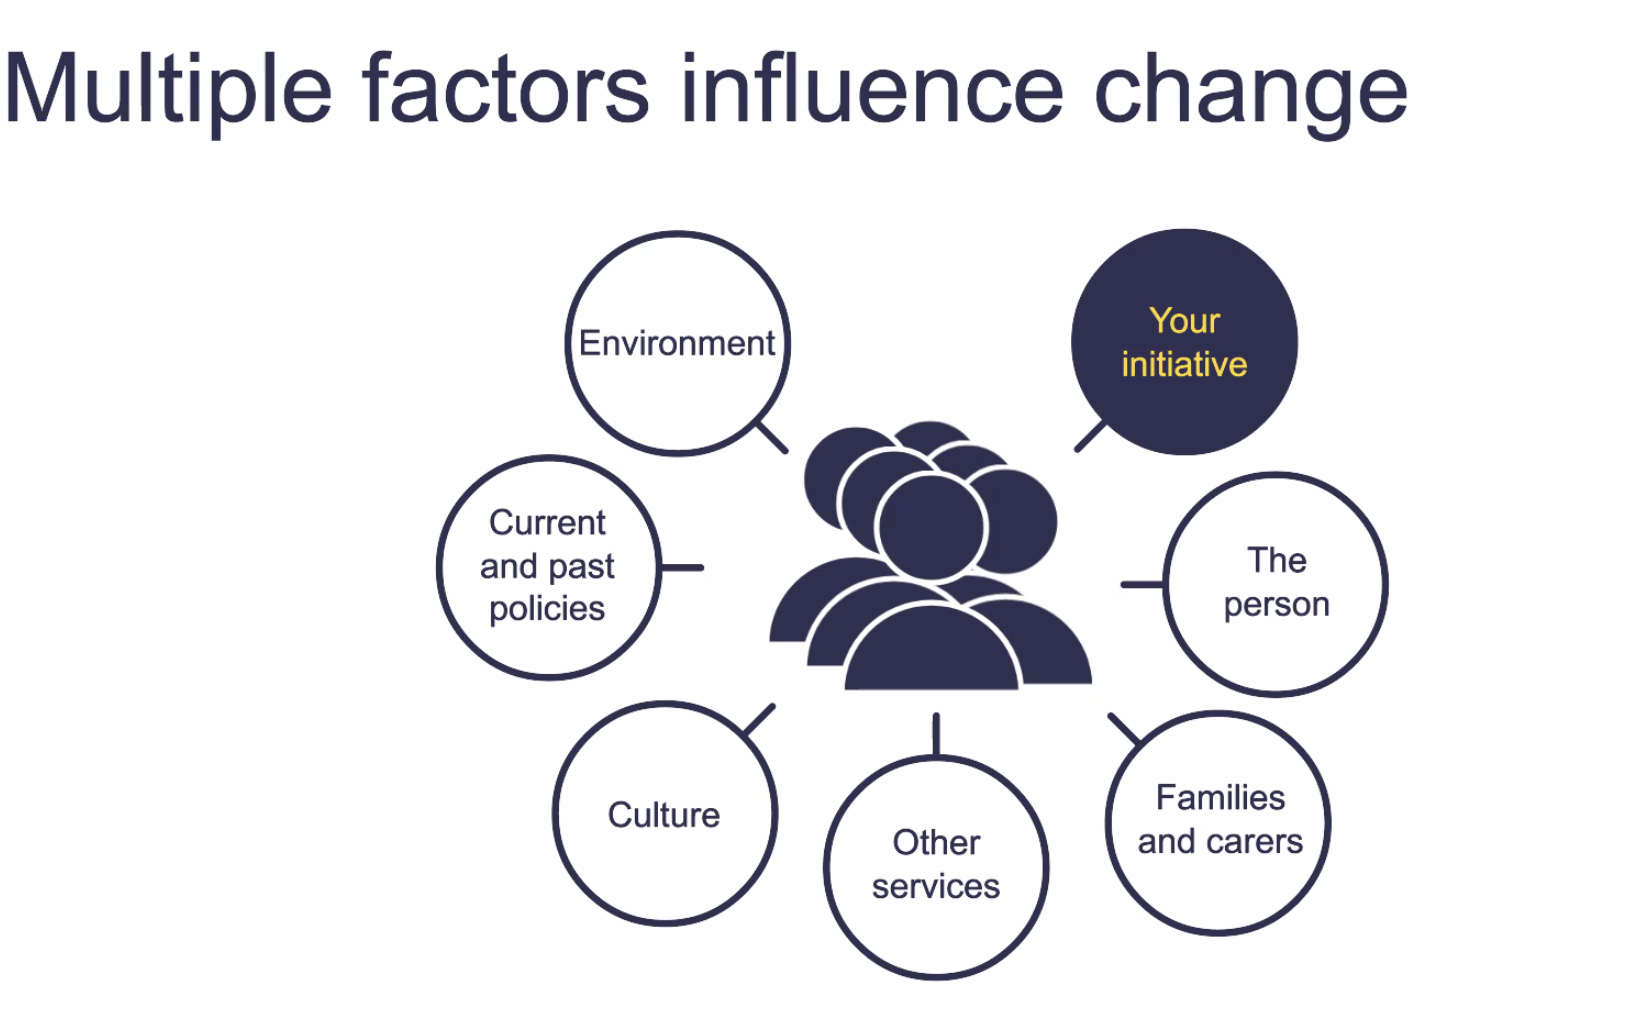 Multiple factors influence change
Environment
Your
initiative
Current
and past
policies
The
person
Culture
Other
services
Families
and carers